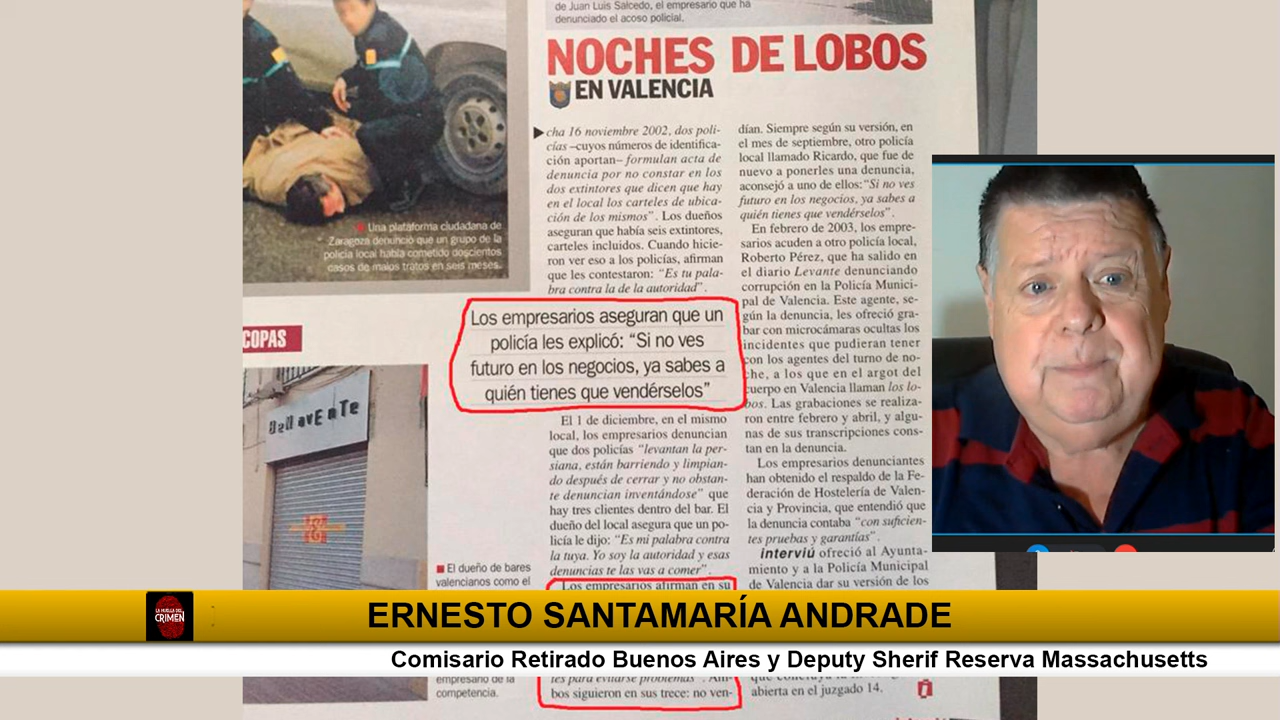 de Juan Luis Salcedo, el empresario que ha
denunciado el acoso policial.
NOCHES DE LOBOS
EN VALENCIA
Una plataforma ciudadana de
Zaragoza denunció que un grupo de la
policía local había cometido doscientos
casos de malos tratos en seis meses.
COPAS
BENVENTE
El dueño de bares
valencianos como el
empresario de la
competencia.
cha 16 noviembre 2002, dos poli-
cías –cuyos números de identifica-
ción aportan– formulan acta de
denuncia por no constar en los
dos extintores que dicen que hay
en el local los carteles de ubica-
ción de los mismos”. Los dueños
aseguran que había seis extintores,
carteles incluidos. Cuando hicie-
ron ver eso a los policías, afirman
que les contestaron: “Es tu pala-
bra contra la de la autoridad”.
Los empresarios aseguran que un
policía les explicó: “Si no ves
futuro en los negocios, ya sabes a
quién tienes que vendérselos”
El 1 de diciembre, en el mismo
local, los empresarios denuncian
que dos policías “levantan la per-
siana, están barriendo y limpian-
do después de cerrar y no obstan-
te denuncian inventándose” que
hay tres clientes dentro del bar. El
dueño del local asegura que un po-
licía le dijo: “Es mi palabra contra
la tuya. Yo soy la autoridad y esas
denuncias te las vas a comer”.
Los empresarios afirman en su
les para evitarse problemas”. Am-
bos siguieron en sus trece: no ven-
dían. Siempre según su versión, en
el mes de septiembre, otro policía
local llamado Ricardo, que fue de
nuevo a ponerles una denuncia,
aconsejó a uno de ellos: “Si no ves
futuro en los negocios, ya sabes a
quién tienes que vendérselos”.
En febrero de 2003, los empre-
sarios acuden a otro policía local,
Roberto Pérez, que ha salido en
el diario Levante denunciando
corrupción en la Policía Munici-
pal de Valencia. Este agente, se-
gún la denuncia, les ofreció gra-
bar con microcámaras ocultas los
incidentes que pudieran tener
con los agentes del turno de no-
che, a los que en el argot del
cuerpo en Valencia llaman los lo-
bos. Las grabaciones se realiza-
ron entre febrero y abril, y algu-
nas de sus transcripciones cons-
tan en la denuncia.
Los empresarios denunciantes
han obtenido el respaldo de la Fe-
deración de Hostelería de Valen-
cia y Provincia, que entendió que
la denuncia contaba “con suficien-
tes pruebas y garantías”.
interviú ofreció al Ayunta-
miento y a la Policía Municipal
de Valencia dar su versión de los
abierta en el juzgado 14.
LA HUELLA DEL
CRIMEN
ERNESTO SANTAMARÍA ANDRADE
Comisario Retirado Buenos Aires y Deputy Sherif Reserva Massachusetts